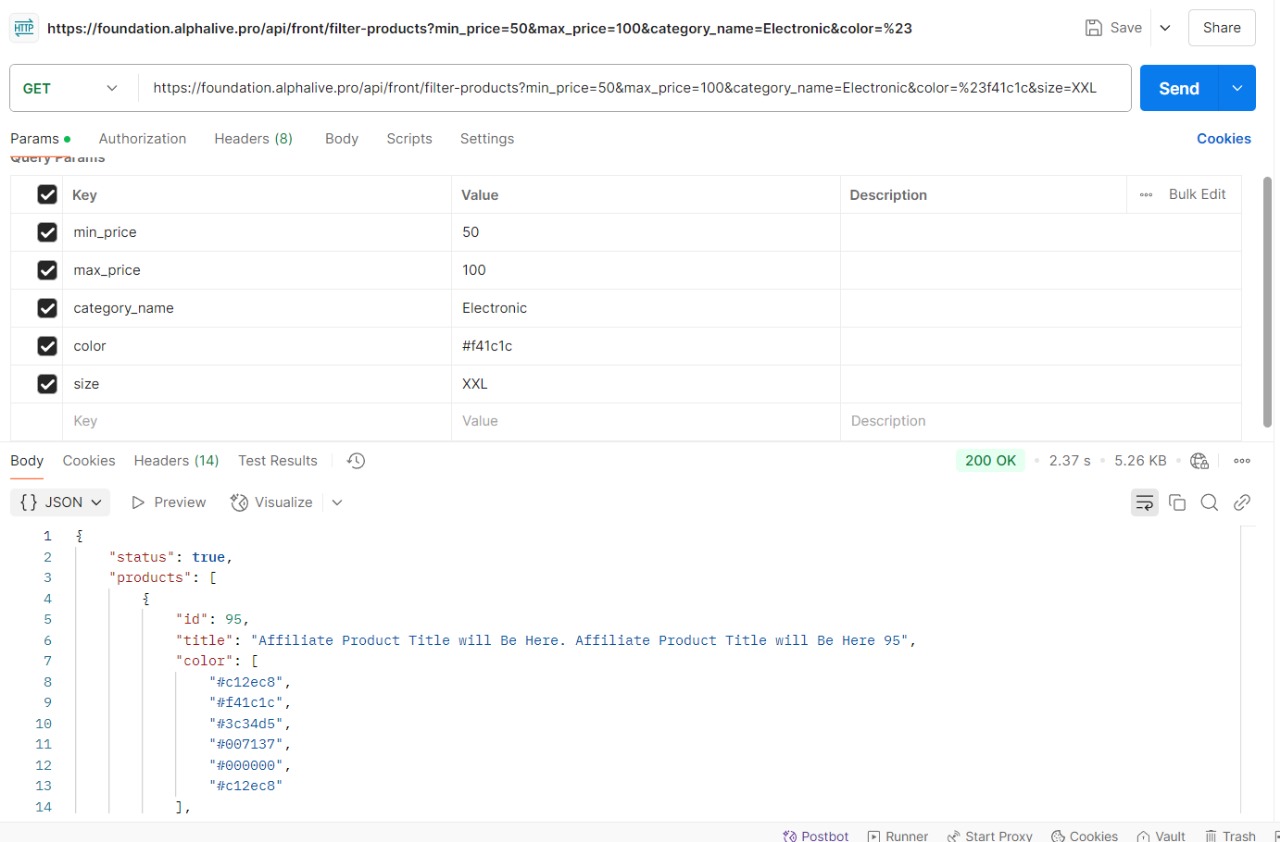 HTTP https://foundation.alphalive.pro/api/front/filter-products?min_price=50&max_price=100&category_name=Electronic&color=%23 Save Share
GET https://foundation.alphalive.pro/api/front/filter-products?min_price=50&max_price=100&category_name=Electronic&color=%23f41c1c&size=XXL Send
Params Authorization Headers (8) Body Scripts Settings Cookies
Query Params
Key Value Description Bulk Edit
min_price 50
max_price 100
category_name Electronic
color #f41c1c
size XXL
Key Value Description
Body Cookies Headers (14) Test Results 200 OK 2.37 s 5.26 KB
{} JSON Preview Visualize
1 {
2 "status": true,
3 "products": [
4 {
5 "id": 95,
6 "title": "Affiliate Product Title will Be Here. Affiliate Product Title will Be Here 95",
7 "color": [
8 "#c12ec8",
9 "#f41c1c",
10 "#3c34d5",
11 "#007137",
12 "#000000",
13 "#c12ec8"
14 ],
Postbot Runner Start Proxy Cookies Vault Trash